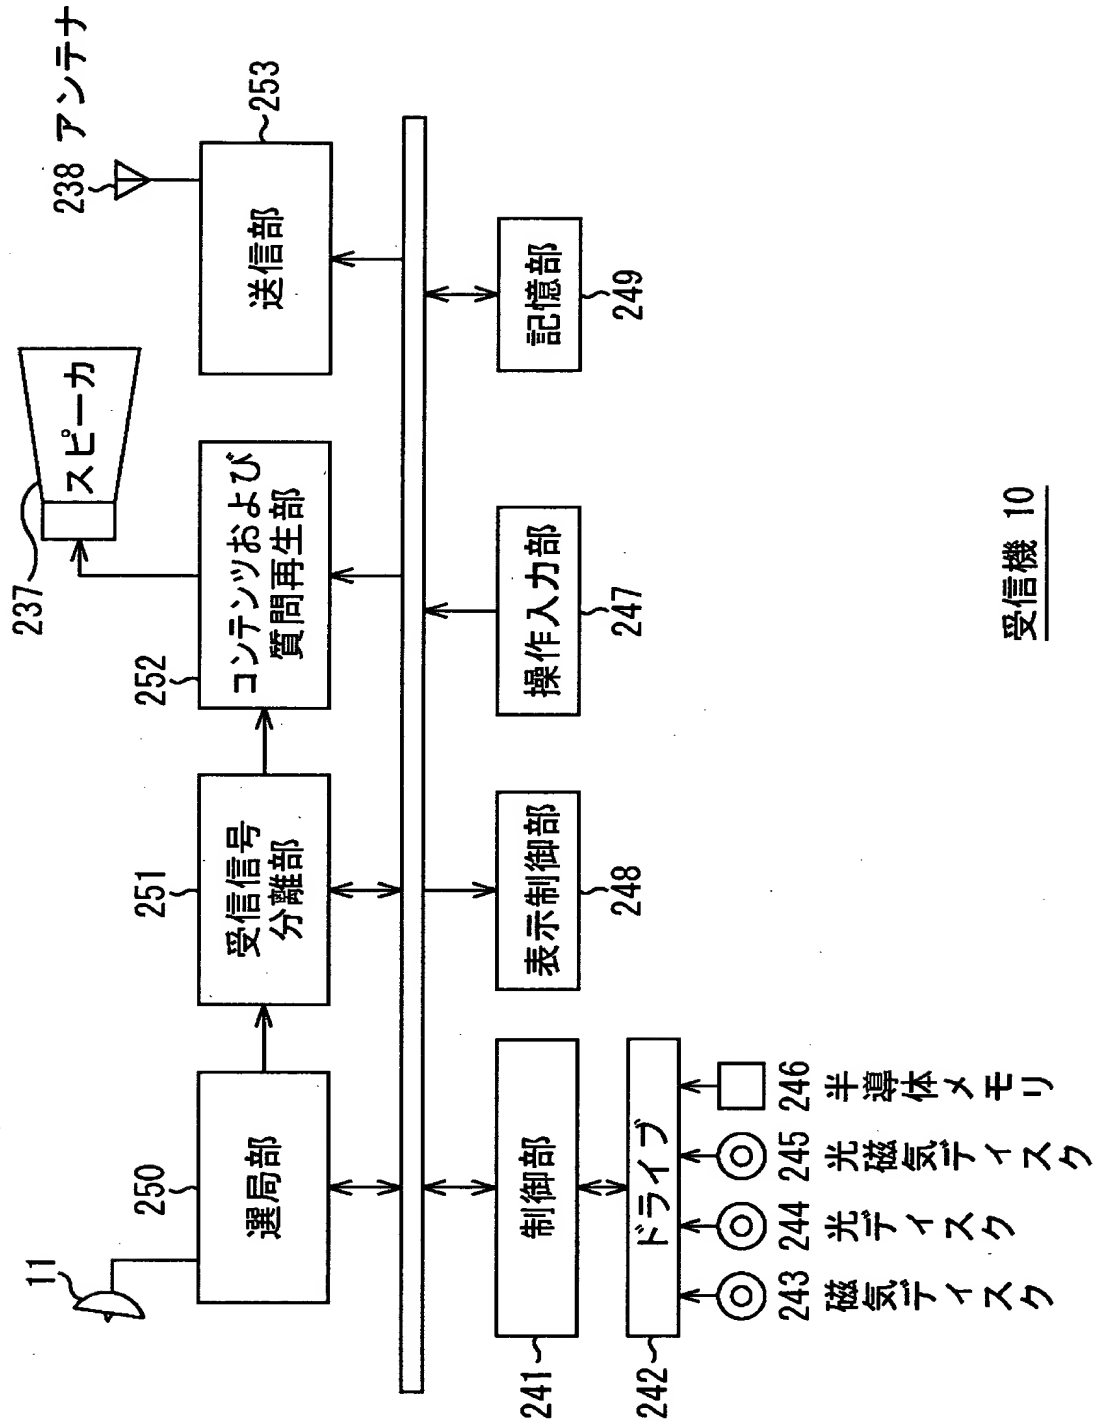 11
250
選局部
251
受信信号
分離部
252
コンテンツおよび
質問再生部
237
スピーカ
238 アンテナ
253
送信部
241
制御部
248
表示制御部
247
操作入力部
249
記憶部
242
ドライブ
243
磁気ディスク
244
光ディスク
245
光磁気ディスク
246
半導体メモリ
受信機 10